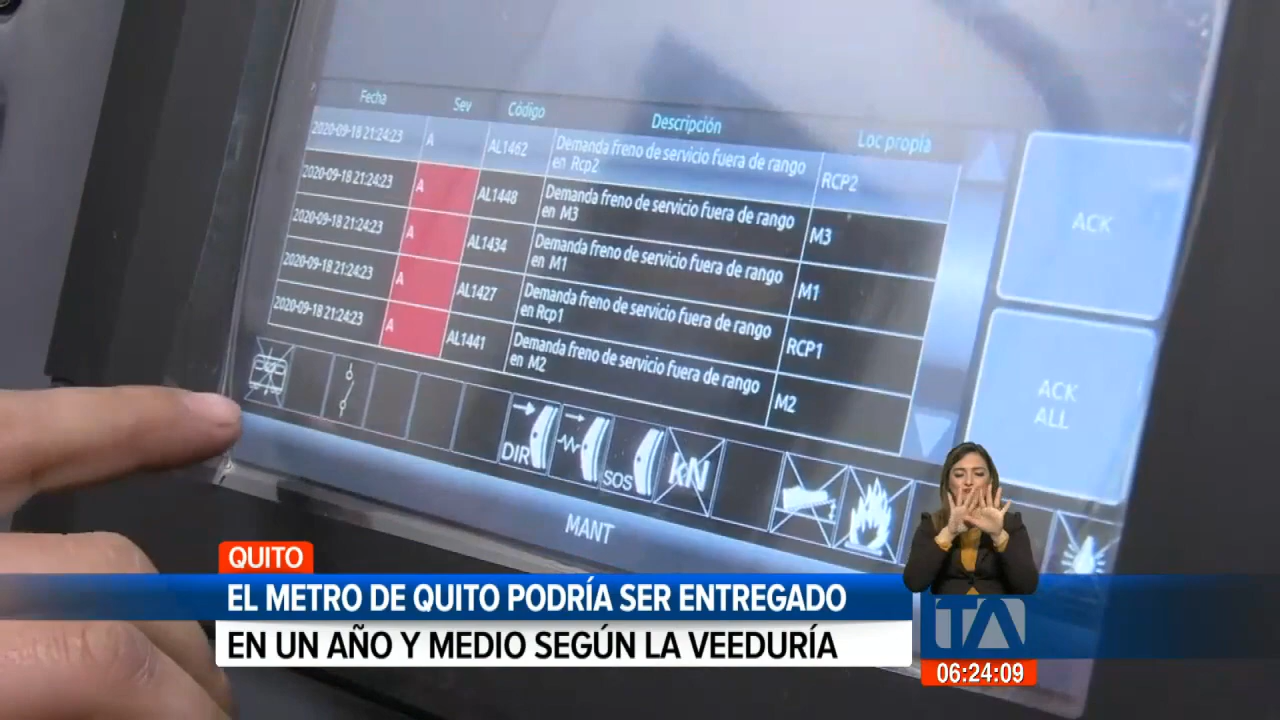 Fecha Sev Código Descripción Loc propia
2020-09-18 21:24:23 A AL1462 Demanda freno de servicio fuera de rango en Rcp2 RCP2
2020-09-18 21:24:23 A AL1448 Demanda freno de servicio fuera de rango en M3 M3
2020-09-18 21:24:23 A AL1434 Demanda freno de servicio fuera de rango en M1 M1
2020-09-18 21:24:23 A AL1427 Demanda freno de servicio fuera de rango en Rcp1 RCP1
2020-09-18 21:24:23 A AL1441 Demanda freno de servicio fuera de rango en M2 M2
ACK
ACK
ALL
DIR
SOS
kN
MANT
QUITO
EL METRO DE QUITO PODRÍA SER ENTREGADO
EN UN AÑO Y MEDIO SEGÚN LA VEEDURÍA
TA
06:24:09